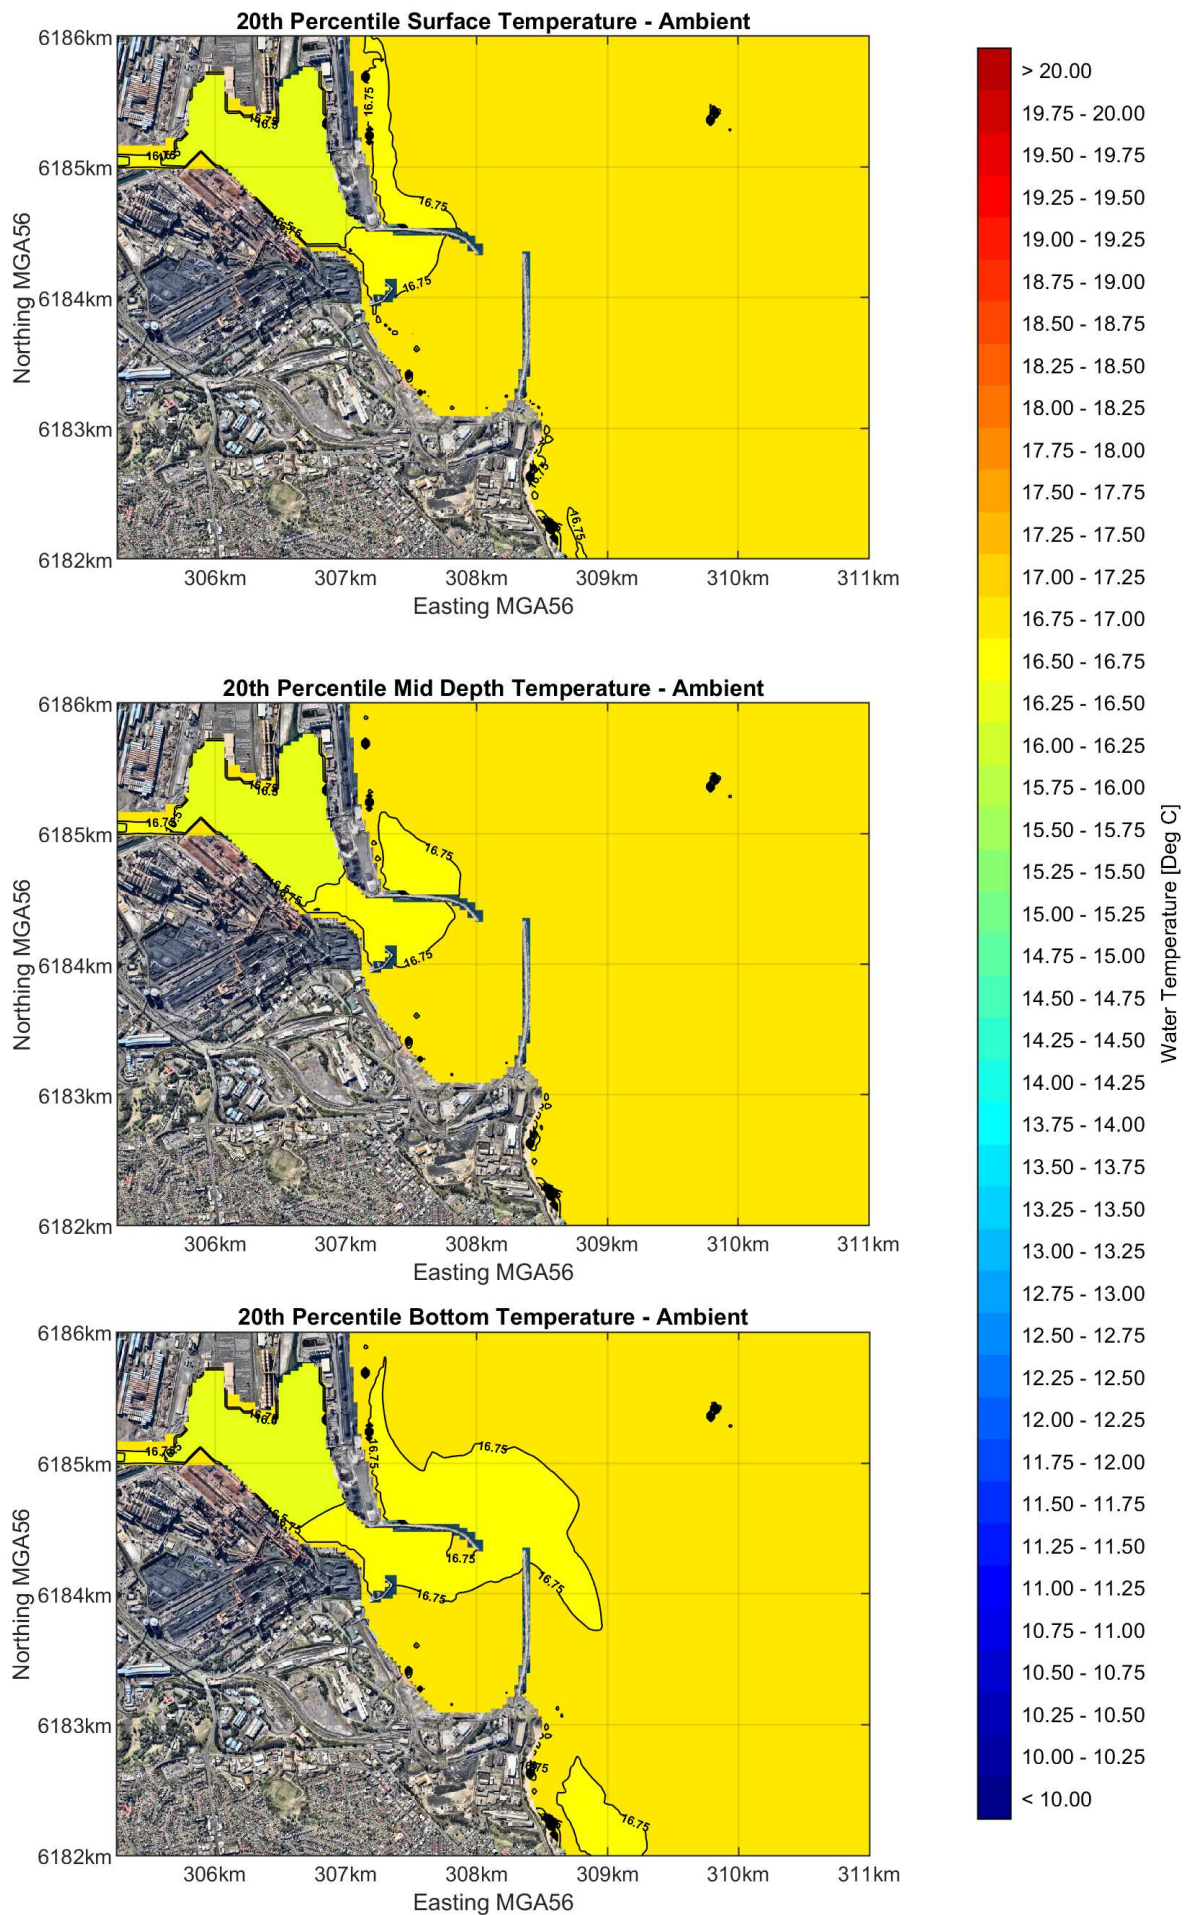 20th Percentile Surface Temperature - Ambient
6186km
6185km
6184km
6183km
6182km
Northing MGA56
16.75
16.75
16.75
16.75
16.75
306km
307km
308km
309km
310km
311km
Easting MGA56
20th Percentile Mid Depth Temperature - Ambient
6186km
6185km
6184km
6183km
6182km
Northing MGA56
16.75
16.75
16.75
306km
307km
308km
309km
310km
311km
Easting MGA56
20th Percentile Bottom Temperature - Ambient
6186km
6185km
6184km
6183km
6182km
Northing MGA56
16.75
16.75
16.75
16.75
16.75
16.75
16.75
306km
307km
308km
309km
310km
311km
Easting MGA56
> 20.00
19.75 - 20.00
19.50 - 19.75
19.25 - 19.50
19.00 - 19.25
18.75 - 19.00
18.50 - 18.75
18.25 - 18.50
18.00 - 18.25
17.75 - 18.00
17.50 - 17.75
17.25 - 17.50
17.00 - 17.25
16.75 - 17.00
16.50 - 16.75
16.25 - 16.50
16.00 - 16.25
15.75 - 16.00
15.50 - 15.75
15.25 - 15.50
15.00 - 15.25
14.75 - 15.00
14.50 - 14.75
14.25 - 14.50
14.00 - 14.25
13.75 - 14.00
13.50 - 13.75
13.25 - 13.50
13.00 - 13.25
12.75 - 13.00
12.50 - 12.75
12.25 - 12.50
12.00 - 12.25
11.75 - 12.00
11.50 - 11.75
11.25 - 11.50
11.00 - 11.25
10.75 - 11.00
10.50 - 10.75
10.25 - 10.50
10.00 - 10.25
< 10.00
Water Temperature [Deg C]